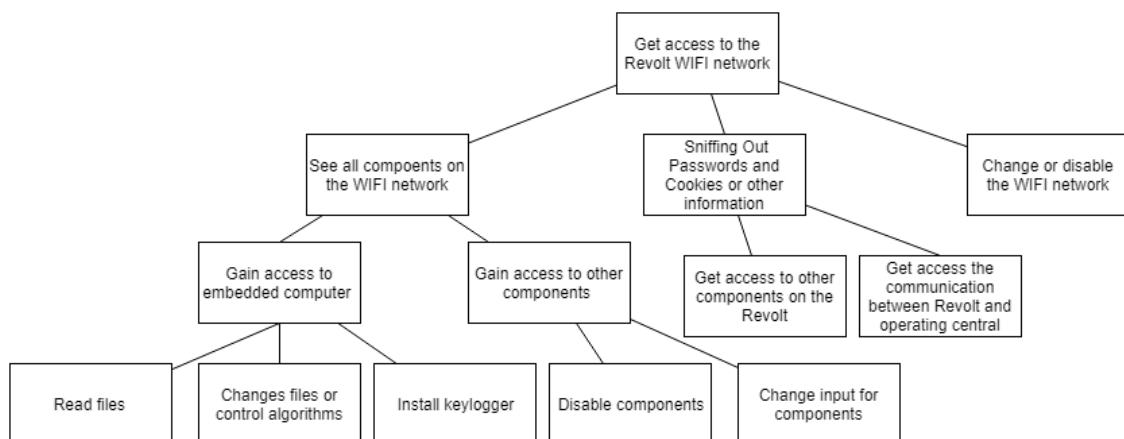 Get access to the
Revolt WIFI network
See all compoents on
the WIFI network
Sniffing Out
Passwords and
Cookies or other
information
Change or disable
the WIFI network
Gain access to
embedded computer
Gain access to other
components
Get access to other
components on the
Revolt
Get access the
communication
between Revolt and
operating central
Read files
Changes files or
control algorithms
Install keylogger
Disable components
Change input for
components